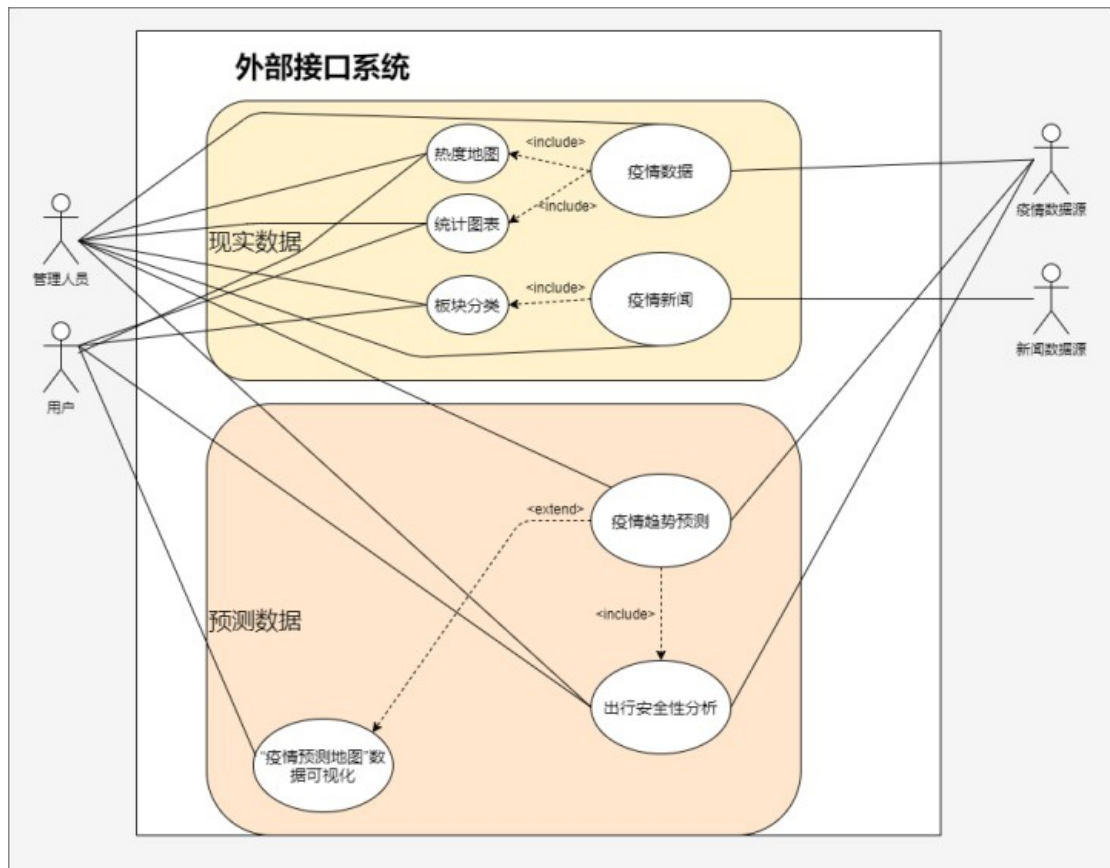 外部接口系统
热度地图
<include>
疫情数据
<include>
统计图表
现实数据
板块分类
<include>
疫情新闻
管理人员
用户
疫情数据源
新闻数据源
疫情趋势预测
<extend>
<include>
预测数据
出行安全性分析
"疫情预测地图"数
据可视化